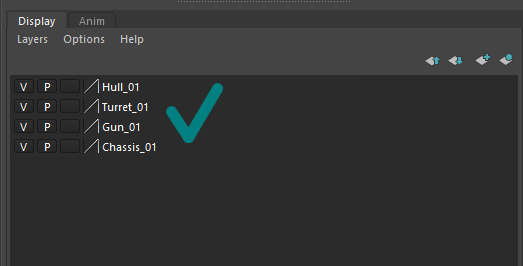 Display Anim
Layers Options Help
V P Hull_01
V P Turret_01
V P Gun_01
V P Chassis_01